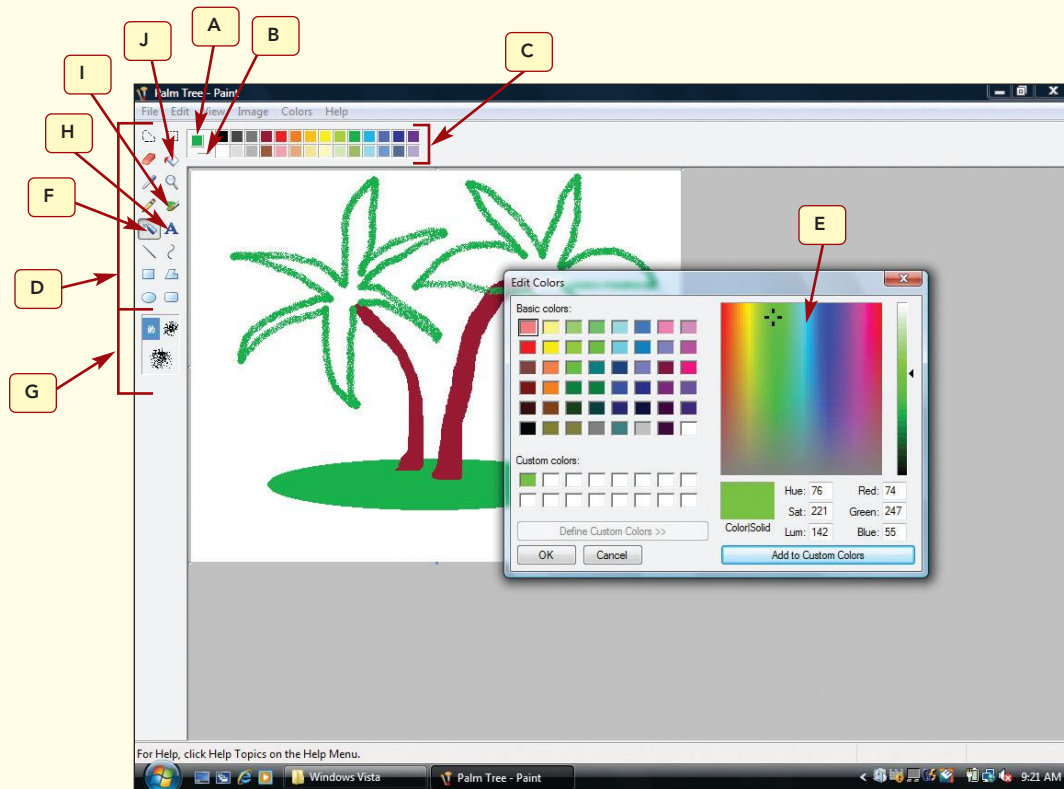 A
B
J
C
I
H
F
E
D
G
Palm Tree - Paint
File Edit View Image Colors Help
A
Edit Colors
Basic colors:
Custom colors:
Define Custom Colors >>
OK Cancel
Color|Solid
Hue: 76 Red: 74
Sat: 221 Green: 247
Lum: 142 Blue: 55
Add to Custom Colors
For Help, click Help Topics on the Help Menu.
Windows Vista
Palm Tree - Paint
9:21 AM